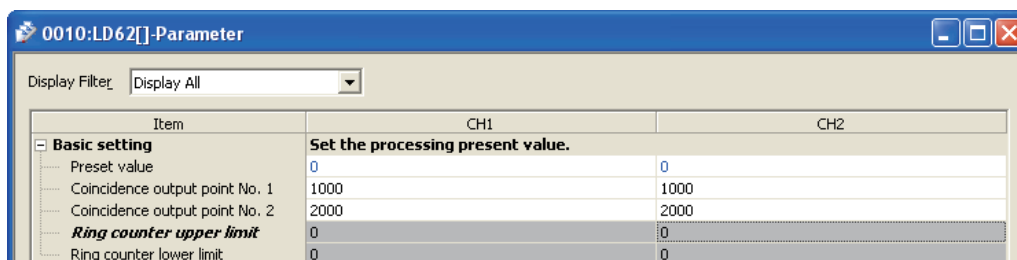 0010:LD62[]-Parameter
Display Filter Display All
Item CH1 CH2
Basic setting Set the processing present value.
Preset value 0 0
Coincidence output point No. 1 1000 1000
Coincidence output point No. 2 2000 2000
Ring counter upper limit 0 0
Ring counter lower limit 0 0